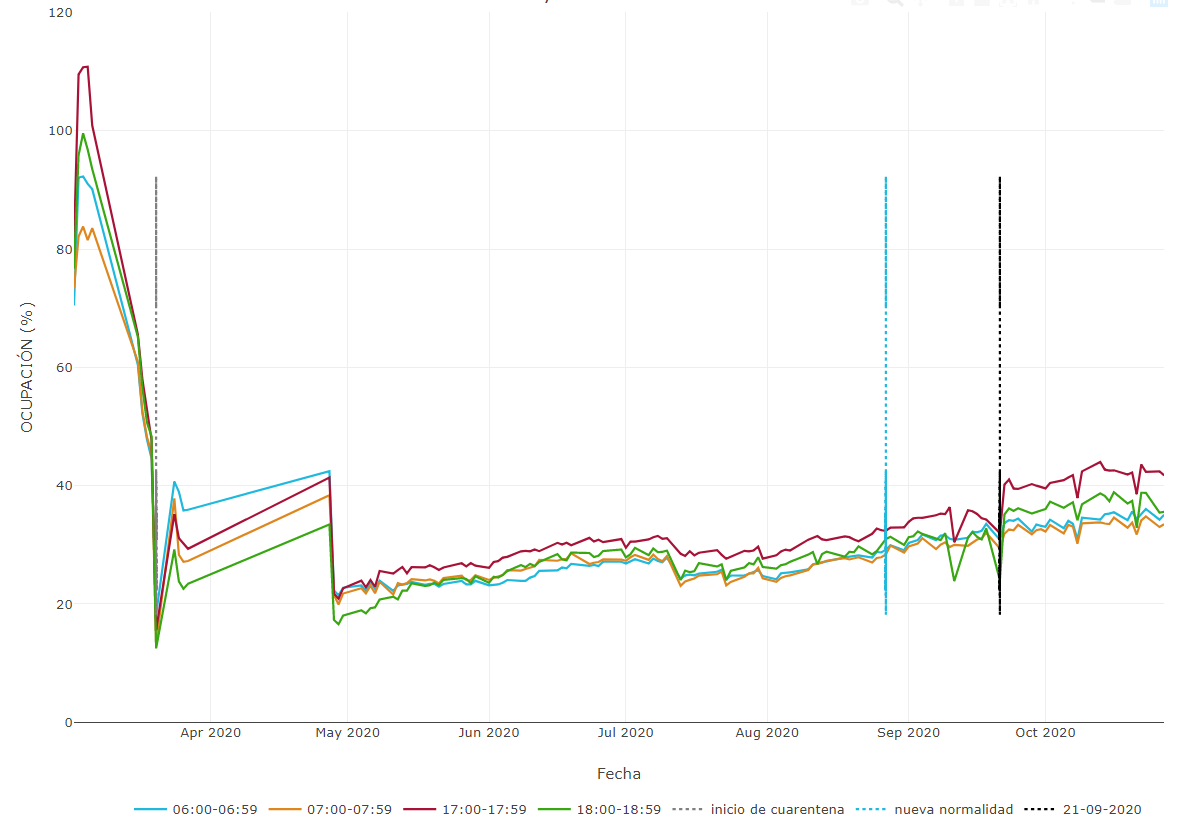 120
100
80
60
40
20
0
OCUPACIÓN (%)
Apr 2020 May 2020 Jun 2020 Jul 2020 Aug 2020 Sep 2020 Oct 2020
Fecha
06:00-06:59 07:00-07:59 17:00-17:59 18:00-18:59 inicio de cuarentena nueva normalidad 21-09-2020